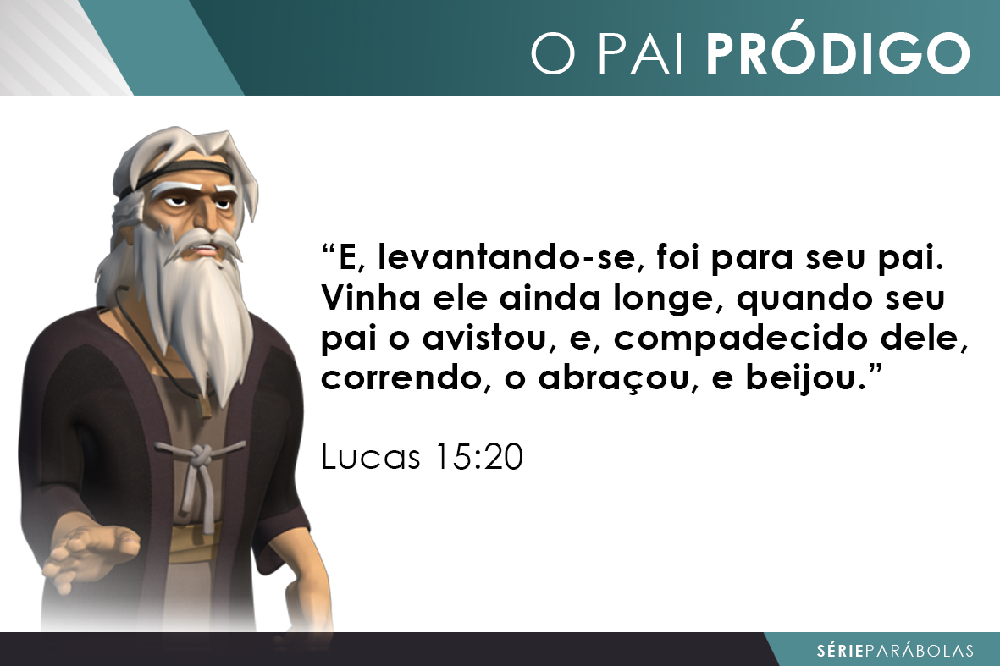 O PAI PRÓDIGO
“E, levantando-se, foi para seu pai.
Vinha ele ainda longe, quando seu
pai o avistou, e, compadecido dele,
correndo, o abraçou, e beijou.”
Lucas 15:20
SÉRIEPARÁBOLAS